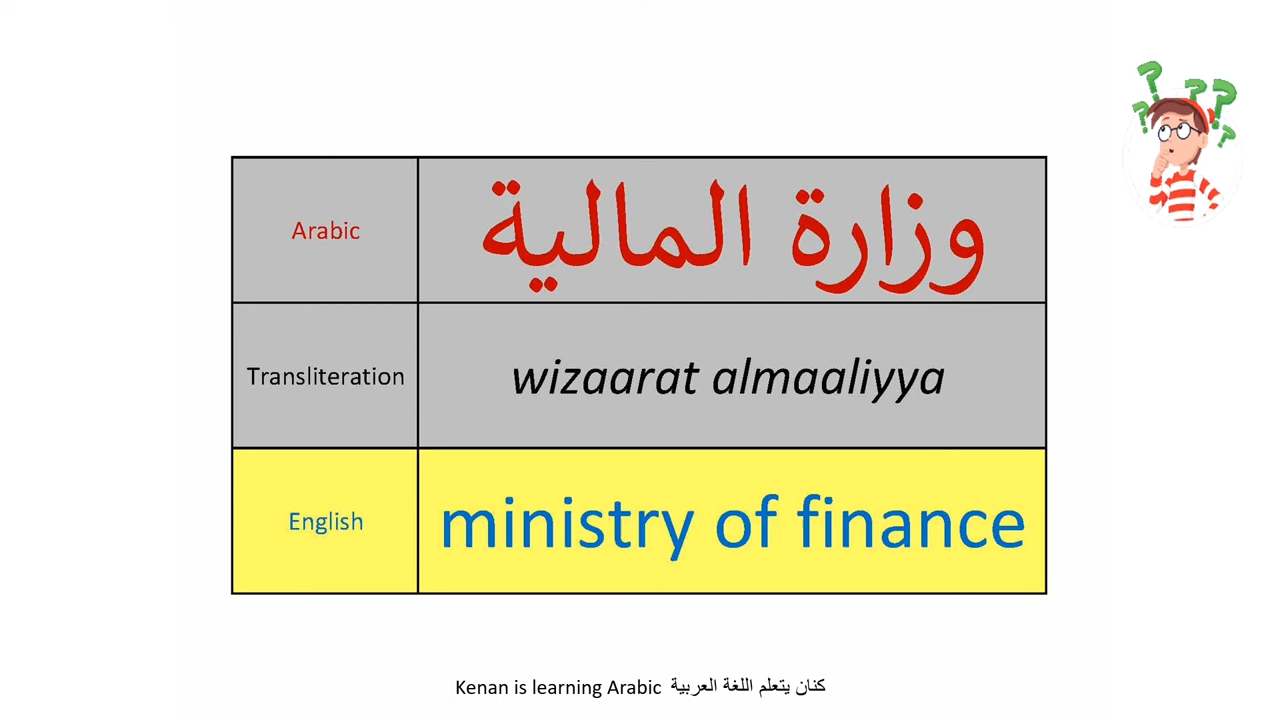 Arabic وزارة المالية
Transliteration wizaarat almaaliyya
English ministry of finance
Kenan is learning Arabic كنان يتعلم اللغة العربية